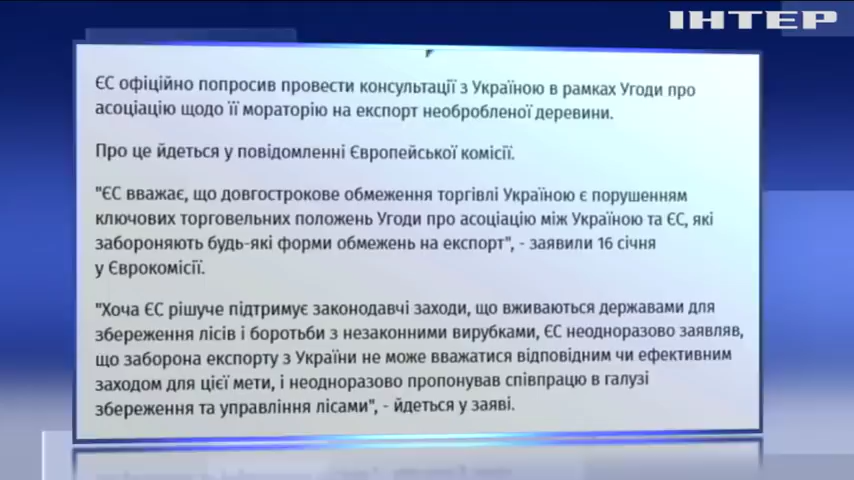 ІНТЕР
ЄС офіційно попросив провести консультації з Україною в рамках Угоди про
асоціацію щодо її мораторію на експорт необробленої деревини.
Про це йдеться у повідомленні Європейської комісії.
"ЄС вважає, що довгострокове обмеження торгівлі Україною є порушенням
ключових торговельних положень Угоди про асоціацію між Україною та ЄС, які
забороняють будь-які форми обмежень на експорт", - заявили 16 січня
у Єврокомісії.
"Хоча ЄС рішуче підтримує законодавчі заходи, що вживаються державами для
збереження лісів і боротьби з незаконними вирубками, ЄС неодноразово заявляв,
що заборона експорту з України не може вважатися відповідним чи ефективним
заходом для цієї мети, і неодноразово пропонував співпрацю в галузі
збереження та управління лісами", - йдеться у заяві.